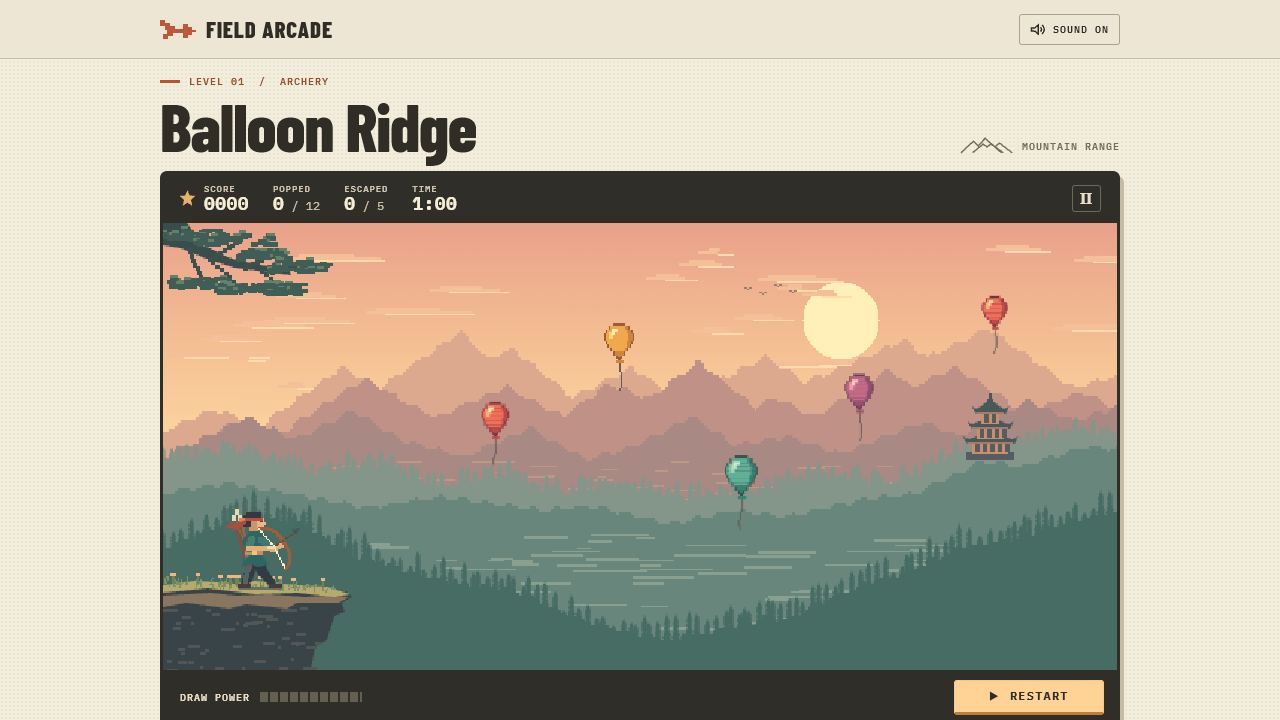 FIELD ARCADE
SOUND ON
LEVEL 01 / ARCHERY
Balloon Ridge
MOUNTAIN RANGE
SCORE POPPED ESCAPED TIME
0000 0 / 12 0 / 5 1:00
DRAW POWER
RESTART